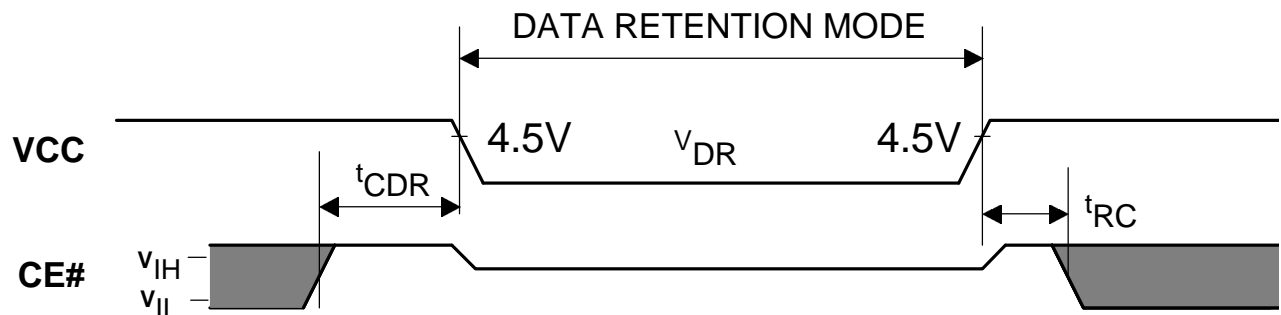 DATA RETENTION MODE
VCC
4.5V
VDR
4.5V
tCDR
tRC
CE#
VIH
VIl